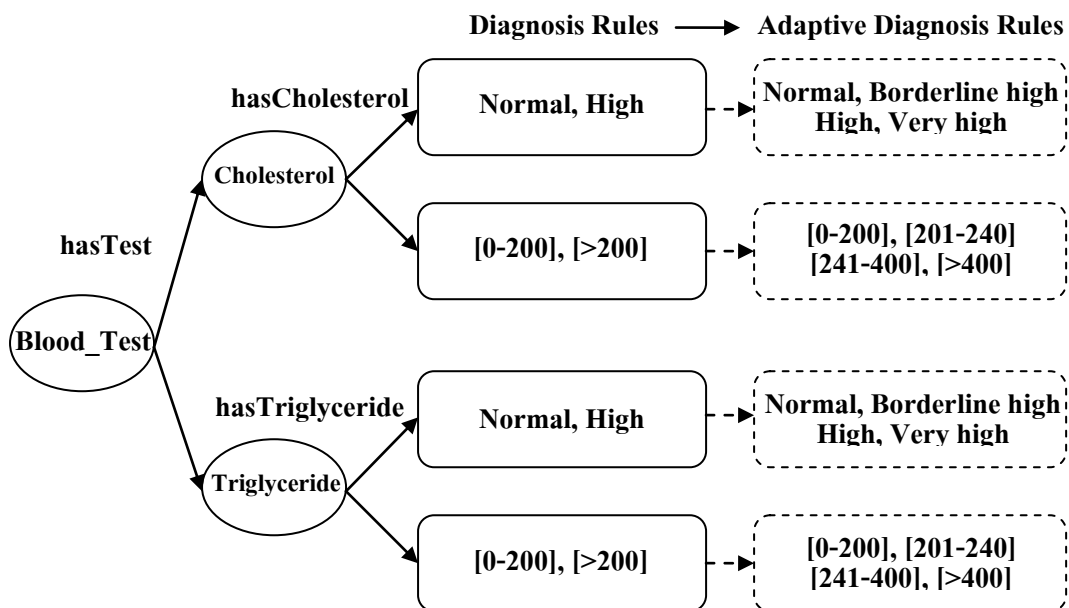 Diagnosis Rules
Adaptive Diagnosis Rules
hasCholesterol
Normal, High
Normal, Borderline high
High, Very high
Cholesterol
hasTest
[0-200], [>200]
[0-200], [201-240]
[241-400], [>400]
Blood_Test
hasTriglyceride
Normal, High
Normal, Borderline high
High, Very high
Triglyceride
[0-200], [>200]
[0-200], [201-240]
[241-400], [>400]